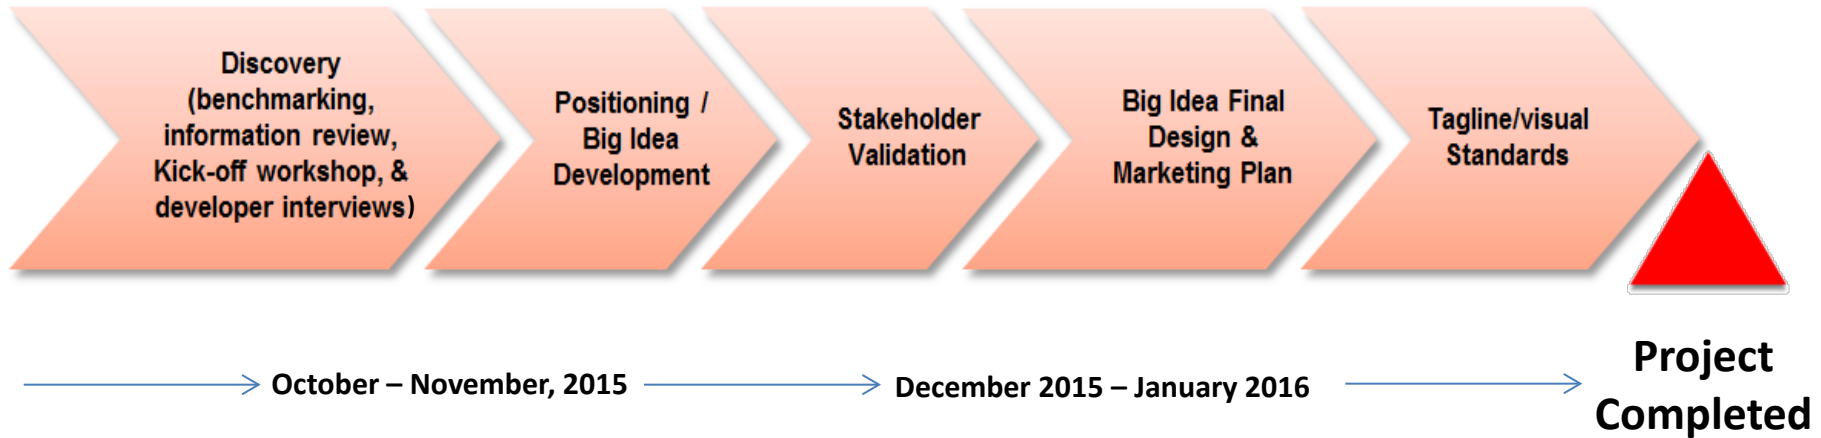 Discovery
(benchmarking,
information review,
Kick-off workshop, &
developer interviews)
Positioning /
Big Idea
Development
Stakeholder
Validation
Big Idea Final
Design &
Marketing Plan
Tagline/visual
Standards
October – November, 2015
December 2015 – January 2016
Project
Completed